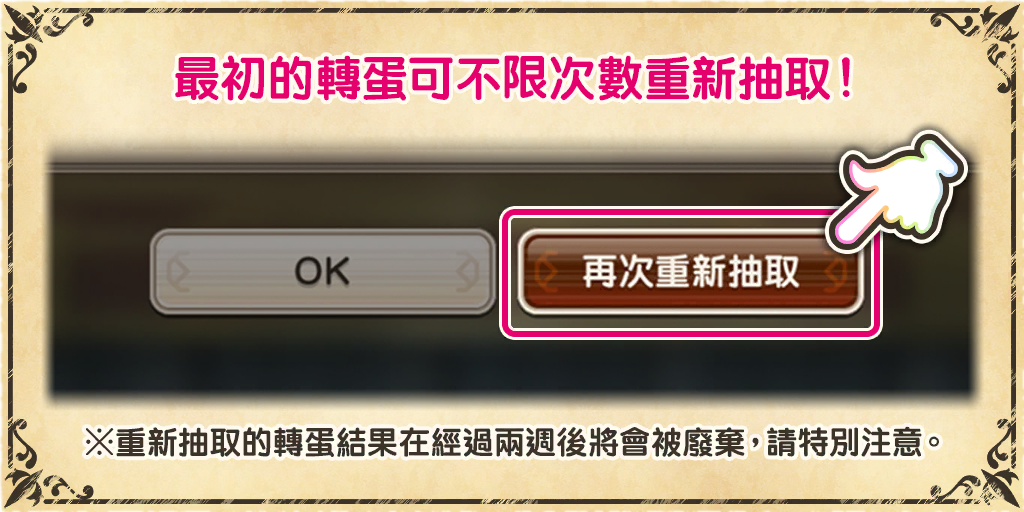 最初的轉蛋可不限次數重新抽取！
OK
再次重新抽取
※重新抽取的轉蛋結果在經過兩週後將會被廢棄，請特別注意。